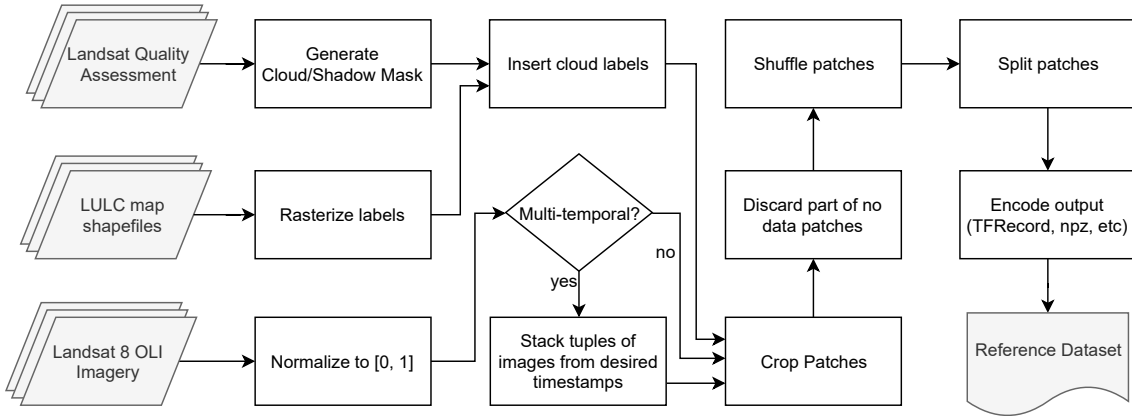 Landsat Quality
Assessment
Generate
Cloud/Shadow Mask
Insert cloud labels
Shuffle patches
Split patches
LULC map
shapefiles
Rasterize labels
Multi-temporal?
no
yes
Discard part of no
data patches
Encode output
(TFRecord, npz, etc)
Landsat 8 OLI
Imagery
Normalize to [0, 1]
Stack tuples of
images from desired
timestamps
Crop Patches
Reference Dataset